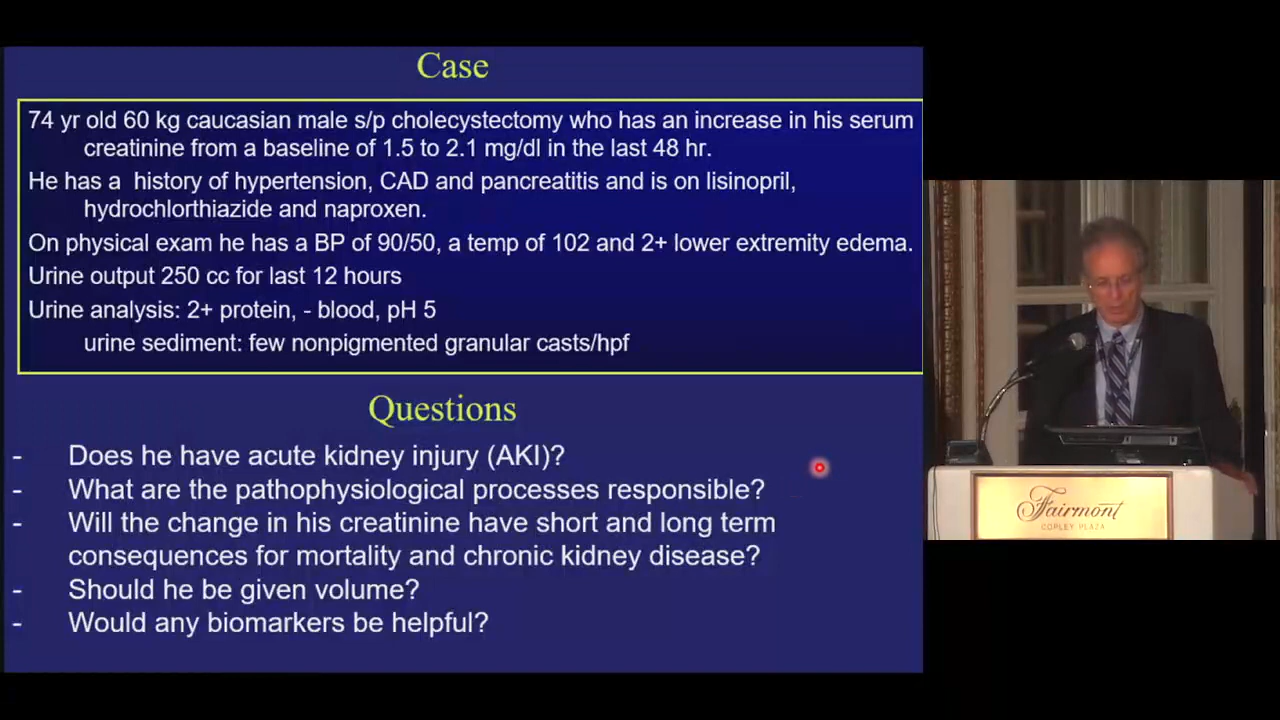 Case
74 yr old 60 kg caucasian male s/p cholecystectomy who has an increase in his serum
creatinine from a baseline of 1.5 to 2.1 mg/dl in the last 48 hr.
He has a history of hypertension, CAD and pancreatitis and is on lisinopril,
hydrochlorthiazide and naproxen.
On physical exam he has a BP of 90/50, a temp of 102 and 2+ lower extremity edema.
Urine output 250 cc for last 12 hours
Urine analysis: 2+ protein, - blood, pH 5
urine sediment: few nonpigmented granular casts/hpf
Questions
- Does he have acute kidney injury (AKI)?
- What are the pathophysiological processes responsible?
- Will the change in his creatinine have short and long term
consequences for mortality and chronic kidney disease?
- Should he be given volume?
- Would any biomarkers be helpful?
Fairmont
COPLEY PLAZA